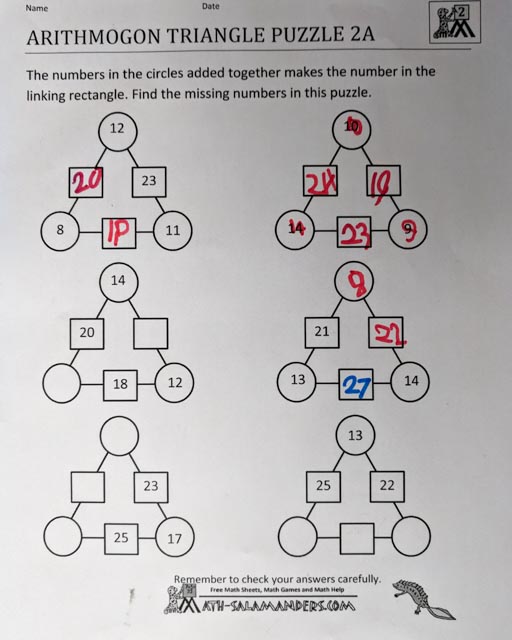 Name Date
2
ARITHMOGON TRIANGLE PUZZLE 2A
The numbers in the circles added together makes the number in the
linking rectangle. Find the missing numbers in this puzzle.
12 10
20 23 24 19
8 19 11 14 23 9
14 8
20 21 22
18 12 13 27 14
13
23 25 22
25 17
Remember to check your answers carefully.
Free Math Sheets, Math Games and Math Help
MATH-SALAMANDERS.COM